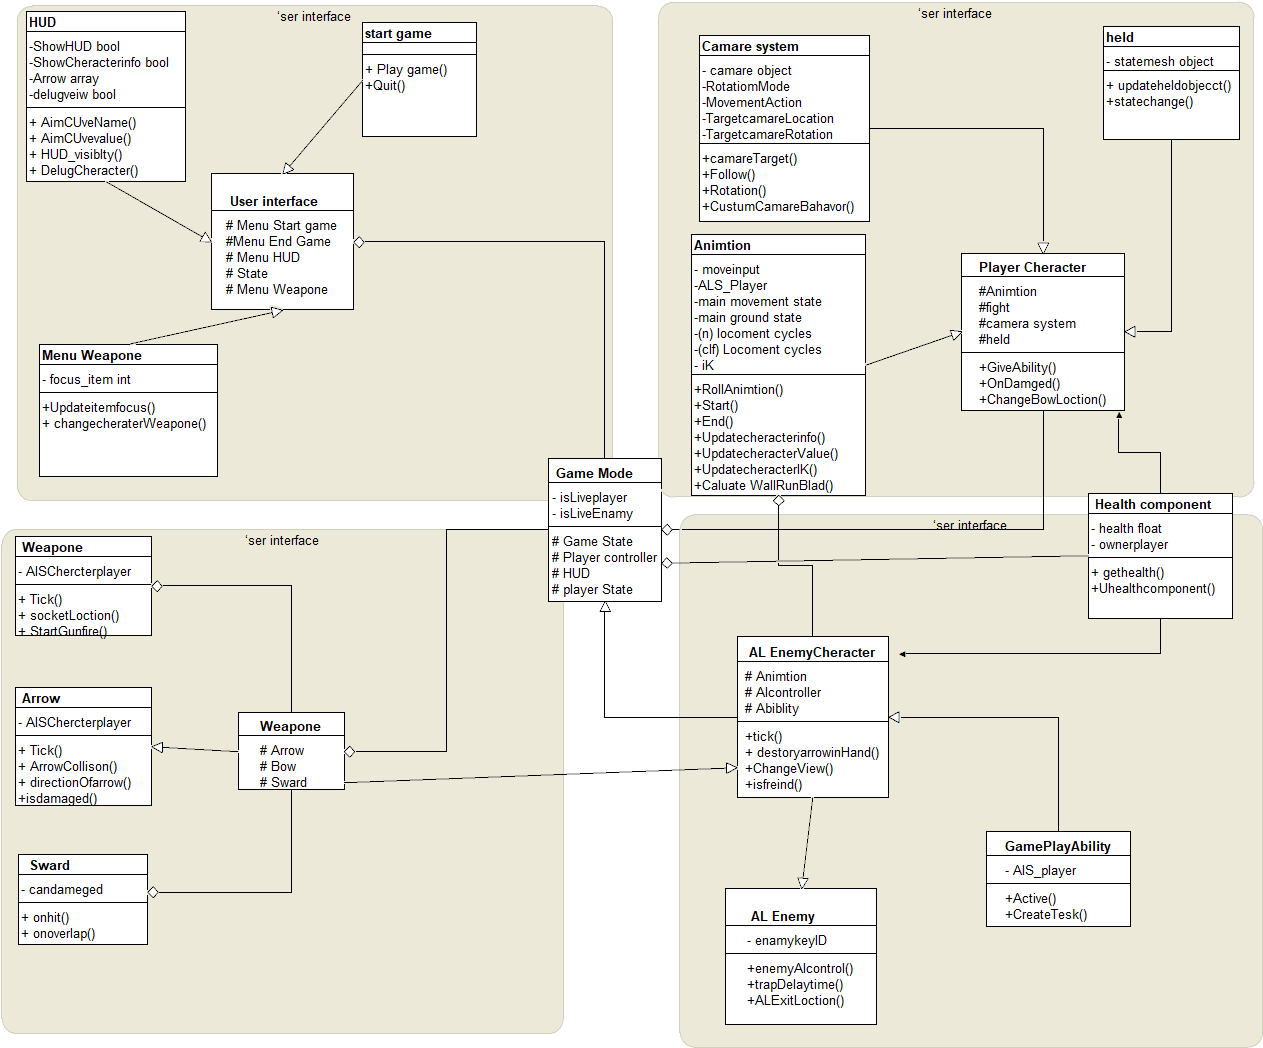 ‘ser interface
HUD
-ShowHUD bool
-ShowCheracterinfo bool
-Arrow array
-delugveiw bool
+ AimCUveName()
+ AimCUvevalue()
+ HUD_visiblty()
+ DelugCheracter()
start game
+ Play game()
+Quit()
User interface
# Menu Start game
#Menu End Game
# Menu HUD
# State
# Menu Weapone
Menu Weapone
- focus_item int
+Updateitemfocus()
+ changecheraterWeapone()
‘ser interface
Camare system
- camare object
-RotatiomMode
-MovementAction
-TargetcamareLocation
-TargetcamareRotation
+camareTarget()
+Follow()
+Rotation()
+CustumCamareBahavor()
held
- statemesh object
+ updateheldobjecct()
+statechange()
Animtion
- moveinput
-ALS_Player
-main movement state
-main ground state
-(n) locoment cycles
-(clf) Locoment cycles
- iK
+RollAnimtion()
+Start()
+End()
+Updatecheracterinfo()
+UpdatecheracterValue()
+UpdatecheracterIK()
+Caluate WallRunBlad()
Player Cheracter
#Animtion
#fight
#camera system
#held
+GiveAbility()
+OnDamged()
+ChangeBowLoction()
Game Mode
- isLiveplayer
- isLiveEnamy
# Game State
# Player controller
# HUD
# player State
Health component
- health float
- ownerplayer
+ gethealth()
+Uhealthcomponent()
‘ser interface
Weapone
- AISChercterplayer
+ Tick()
+ socketLoction()
+ StartGunfire()
Arrow
- AISChercterplayer
+ Tick()
+ ArrowCollison()
+ directionOfarrow()
+isdamaged()
Weapone
# Arrow
# Bow
# Sward
Sward
- candameged
+ onhit()
+ onoverlap()
‘ser interface
AL EnemyCheracter
# Animtion
# Alcontroller
# Abiblity
+tick()
+ destoryarrowinHand()
+ChangeView()
+isfreind()
GamePlayAbility
- AIS_player
+Active()
+CreateTesk()
AL Enemy
- enamykeyID
+enemyAlcontrol()
+trapDelaytime()
+ALExitLoction()